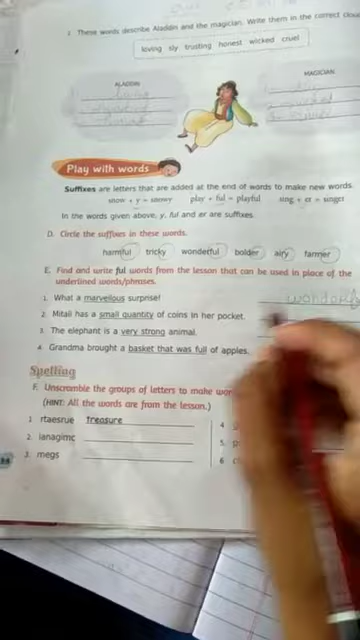 These words describe Aladdin and the magician. Write them in the correct
loving sly trusting honest wicked cruel
ALADDIN
MAGICIAN
Play with words
Suffixes are letters that are added at the end of words to make new words.
snow + y = snowy play + ful = playful sing + er = singer
In the words given above, y, ful and er are suffixes.
D. Circle the suffixes in these words.
harmful tricky wonderful bolder airy farmer
E. Find and write ful words from the lesson that can be used in place of the
underlined words/phrases.
1. What a marvellous surprise!
2. Mitali has a small quantity of coins in her pocket.
3. The elephant is a very strong animal.
4. Grandma brought a basket that was full of apples.
Spelling
F. Unscramble the groups of letters to make
(HINT: All the words are from the lesson.)
1 rtaesrue treasure
2. ianagimc
3. megs
4
5.
6